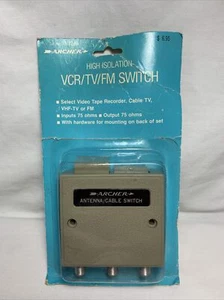 ARCHER
HIGH ISOLATION
VCR/TV/FM SWITCH
• Select Video Tape Recorder, Cable TV,
VHF-TV or FM
• Inputs 75 ohms • Output 75 ohms
• With hardware for mounting on back of set
ARCHER
ANTENNA/CABLE SWITCH